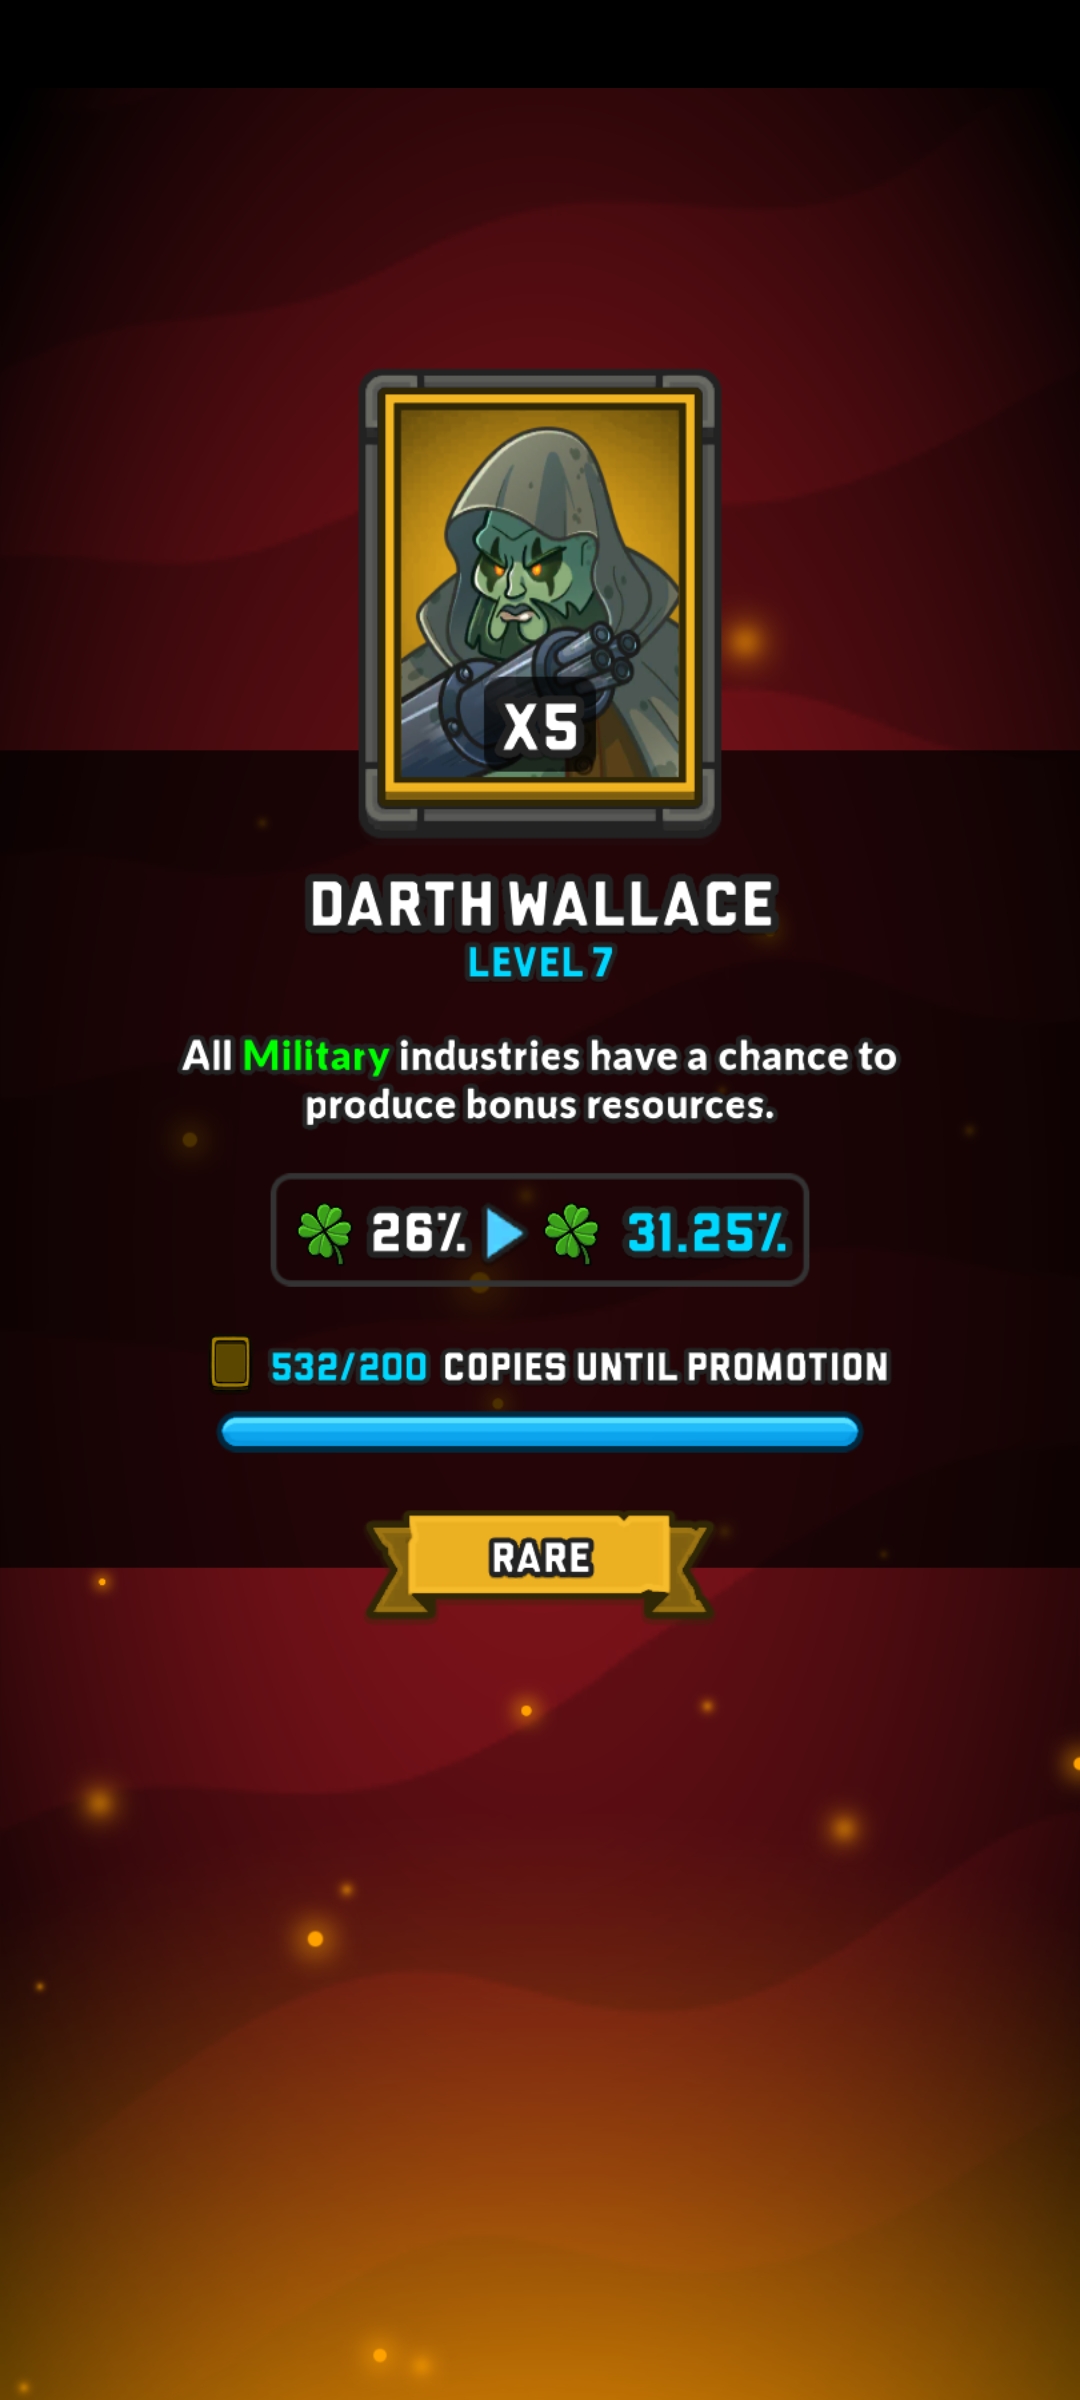 X5
DARTH WALLACE
LEVEL 7
All Military industries have a chance to
produce bonus resources.
26% 31.25%
532/200 COPIES UNTIL PROMOTION
RARE